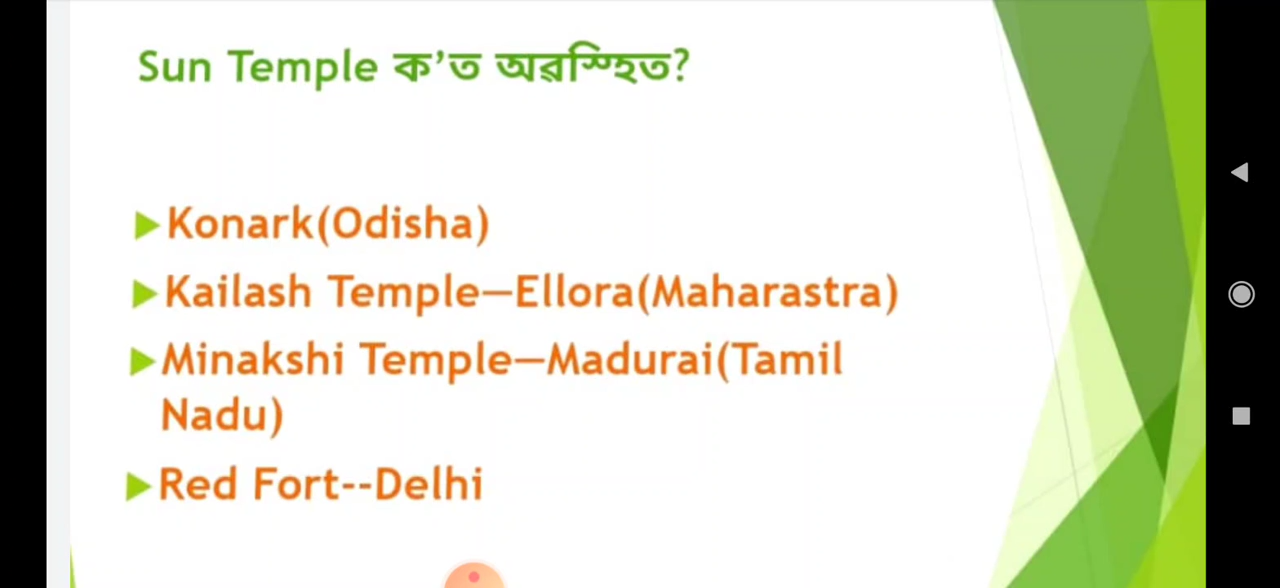 Sun Temple ক’ত অৱস্হিত?
Konark(Odisha)
Kailash Temple—Ellora(Maharastra)
Minakshi Temple—Madurai(Tamil
Nadu)
Red Fort--Delhi